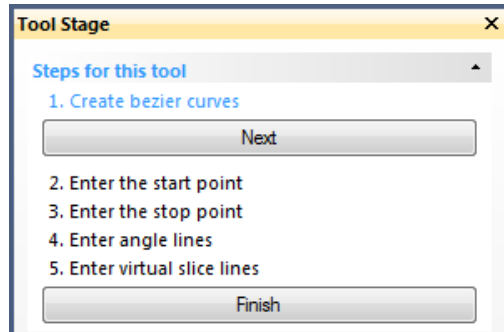 Tool Stage
Steps for this tool
1. Create bezier curves
Next
2. Enter the start point
3. Enter the stop point
4. Enter angle lines
5. Enter virtual slice lines
Finish